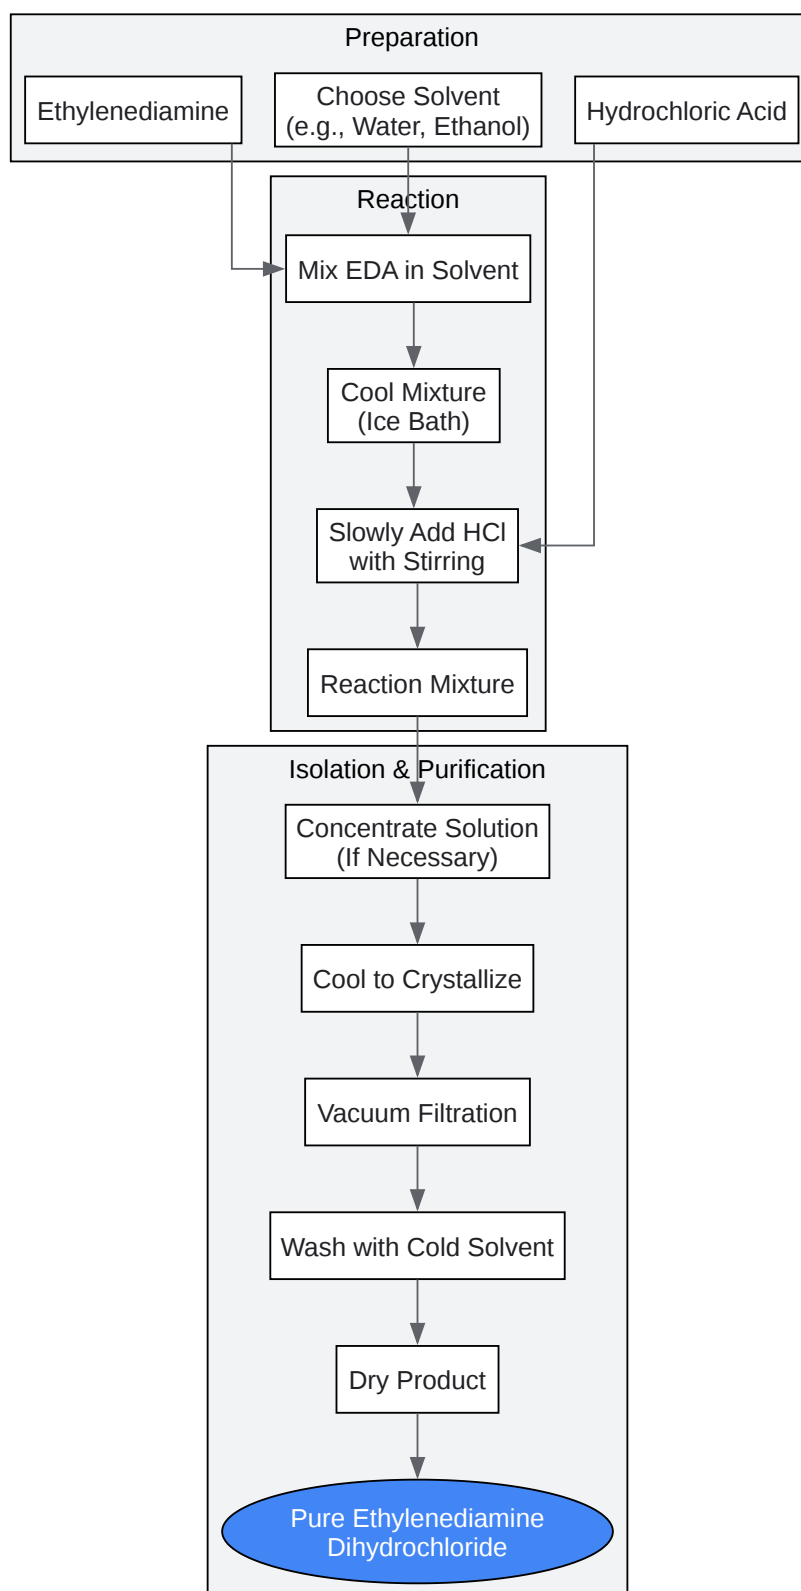 Preparation
Ethylenediamine
Choose Solvent
(e.g., Water, Ethanol)
Hydrochloric Acid
Reaction
Mix EDA in Solvent
Cool Mixture
(Ice Bath)
Slowly Add HCl
with Stirring
Reaction Mixture
Isolation & Purification
Concentrate Solution
(If Necessary)
Cool to Crystallize
Vacuum Filtration
Wash with Cold Solvent
Dry Product
Pure Ethylenediamine
Dihydrochloride